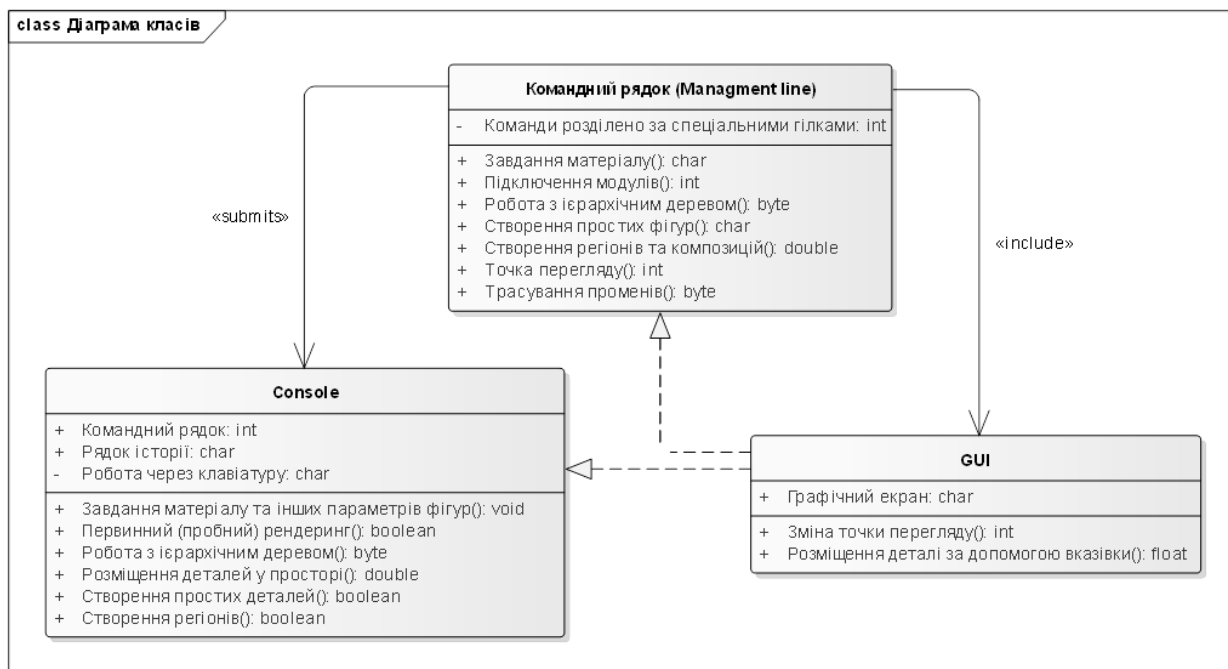 class Діаграма класів
Командний рядок (Managment line)
- Команди розділено за спеціальними гілками: int
+ Завдання матеріалу(): char
+ Підключення модулів(): int
+ Робота з ієрархічним деревом(): byte
+ Створення простих фігур(): char
+ Створення регіонів та композицій(): double
+ Точка перегляду(): int
+ Трасування променів(): byte
«submits»
«include»
Console
+ Командний рядок: int
+ Рядок історії: char
- Робота через клавіатуру: char
+ Завдання матеріалу та інших параметрів фігур(): void
+ Первинний (пробний) рендеринг(): boolean
+ Робота з ієрархічним деревом(): byte
+ Розміщення деталей у просторі(): double
+ Створення простих деталей(): boolean
+ Створення регіонів(): boolean
GUI
+ Графічний екран: char
+ Зміна точки перегляду(): int
+ Розміщення деталі за допомогою вказівки(): float